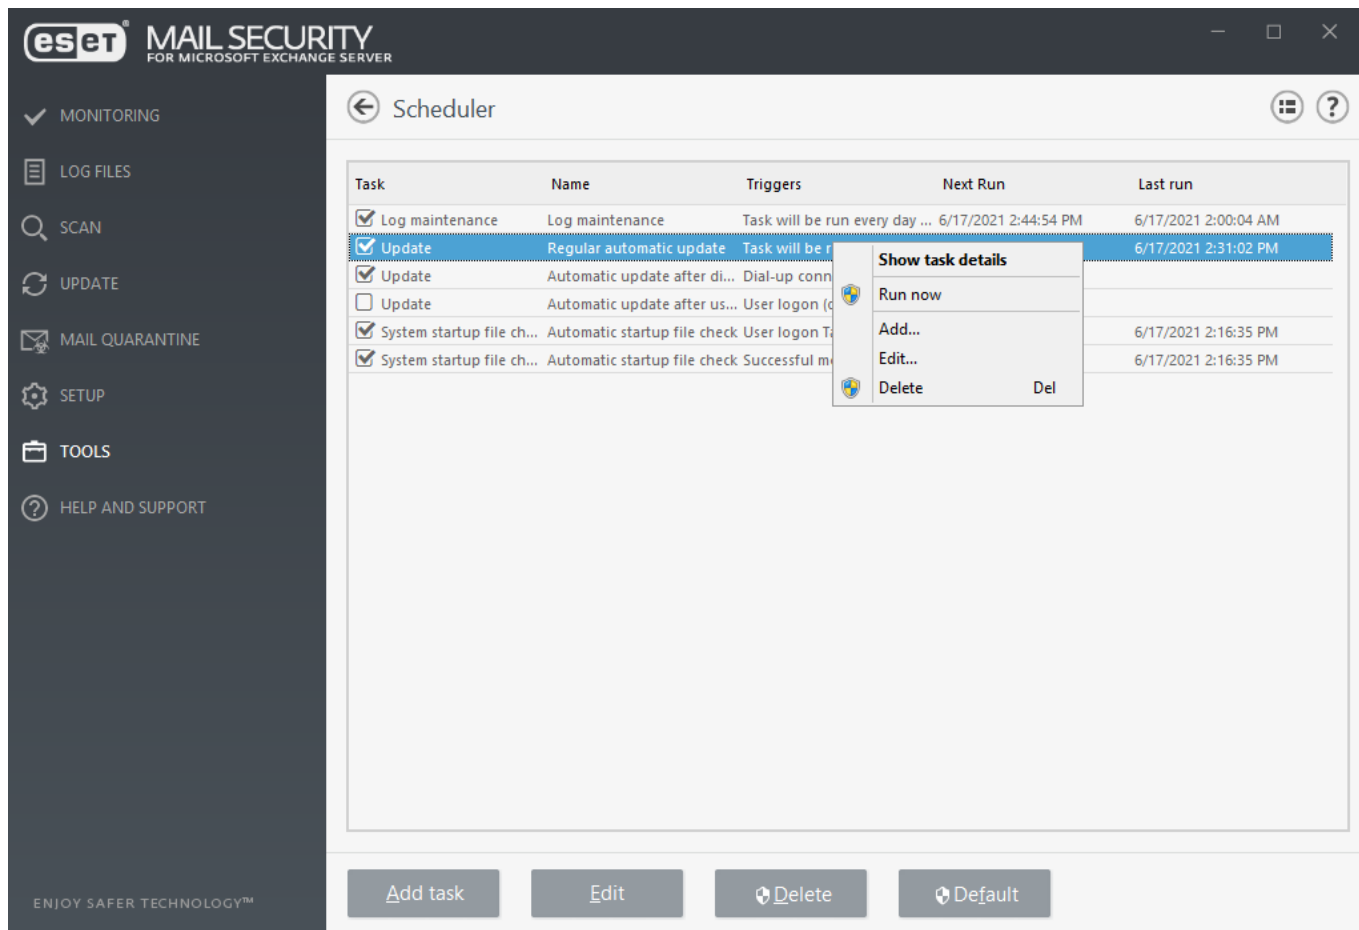 eset® MAIL SECURITY
FOR MICROSOFT EXCHANGE SERVER
MONITORING
LOG FILES
SCAN
UPDATE
MAIL QUARANTINE
SETUP
TOOLS
HELP AND SUPPORT
ENJOY SAFER TECHNOLOGY™
Scheduler
?
Task Name Triggers Next Run Last run
Log maintenance Log maintenance Task will be run every day ... 6/17/2021 2:44:54 PM 6/17/2021 2:00:04 AM
Update Regular automatic update Task will be r 6/17/2021 2:31:02 PM
Update Automatic update after di... Dial-up conn
Update Automatic update after us... User logon (
System startup file ch... Automatic startup file check User logon 6/17/2021 2:16:35 PM
System startup file ch... Automatic startup file check Successful m 6/17/2021 2:16:35 PM
Show task details
Run now
Add...
Edit...
Delete Del
Add task Edit Delete Default